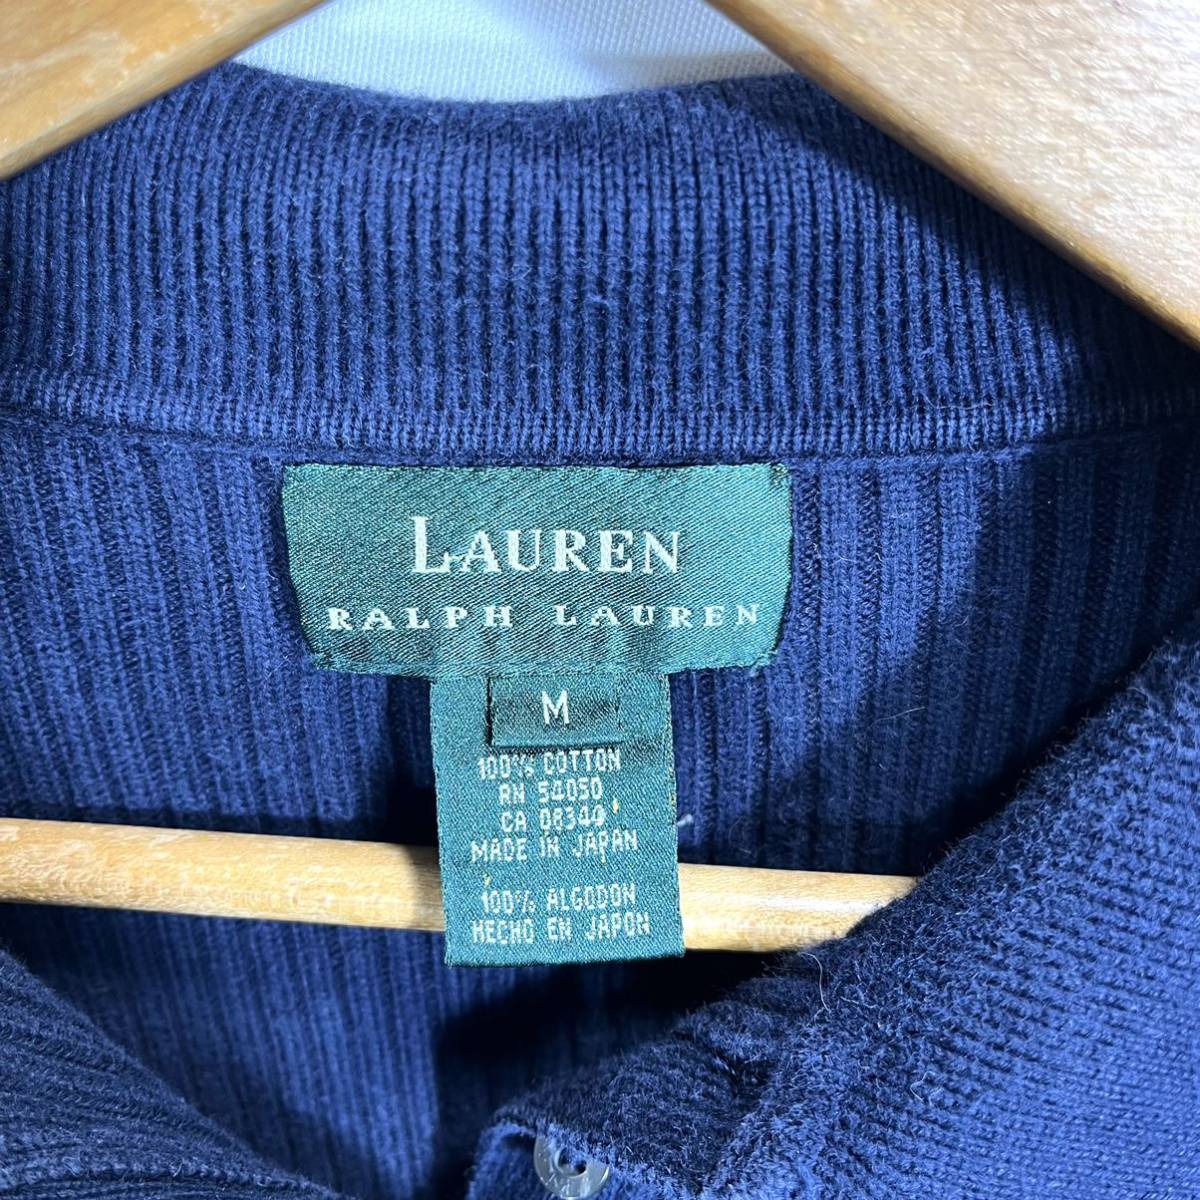 LAUREN
RALPH LAUREN
M
100% COTTON
RN 54050
CA 08344
MADE IN JAPAN
100% ALGODON
HECHO EN JAPON